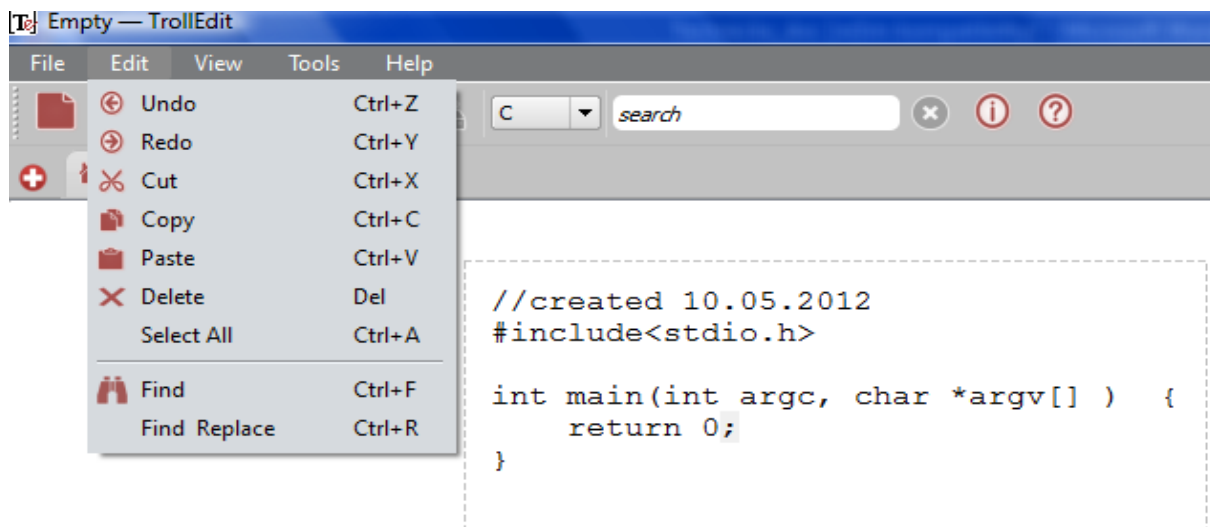 Empty — TrollEdit
File Edit View Tools Help
C search
Undo Ctrl+Z
Redo Ctrl+Y
Cut Ctrl+X
Copy Ctrl+C
Paste Ctrl+V
Delete Del
Select All Ctrl+A
Find Ctrl+F
Find Replace Ctrl+R
//created 10.05.2012
#include<stdio.h>
int main(int argc, char *argv[] ) {
return 0;
}